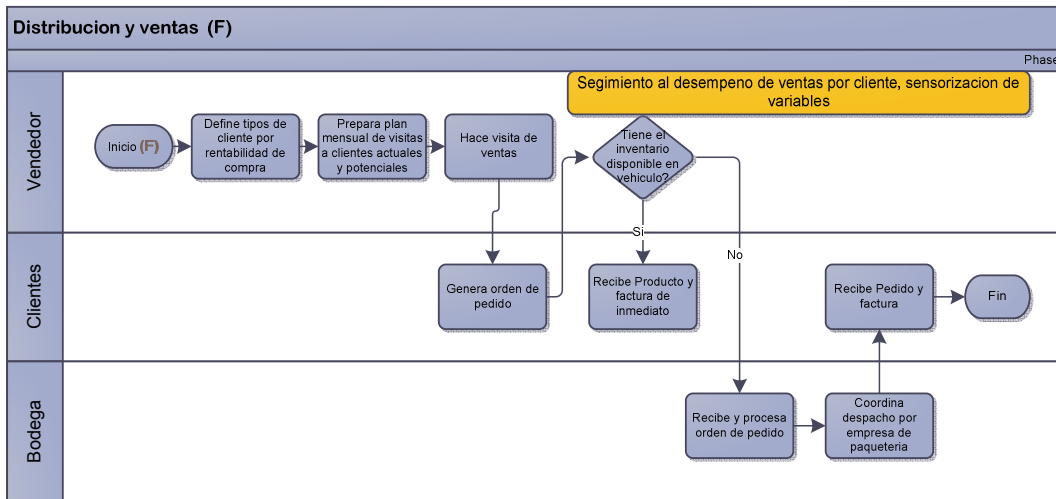 Distribucion y ventas (F)
Phase
Vendedor
Inicio (F)
Define tipos de
cliente por
rentabilidad de
compra
Prepara plan
mensual de visitas
a clientes actuales
y potenciales
Hace visita de
ventas
Segimiento al desempeno de ventas por cliente, sensorizacion de
variables
Tiene el
inventario
disponible en
vehiculo?
Si
No
Clientes
Genera orden de
pedido
Recibe Producto y
factura de
inmediato
Recibe Pedido y
factura
Fin
Bodega
Recibe y procesa
orden de pedido
Coordina
despacho por
empresa de
paqueteria